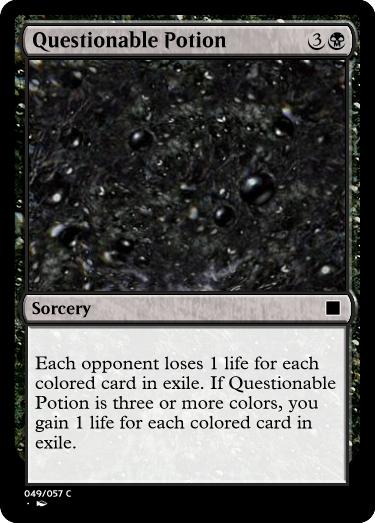 Questionable Potion 3
Sorcery
Each opponent loses 1 life for each
colored card in exile. If Questionable
Potion is three or more colors, you
gain 1 life for each colored card in
exile.
049/057 C